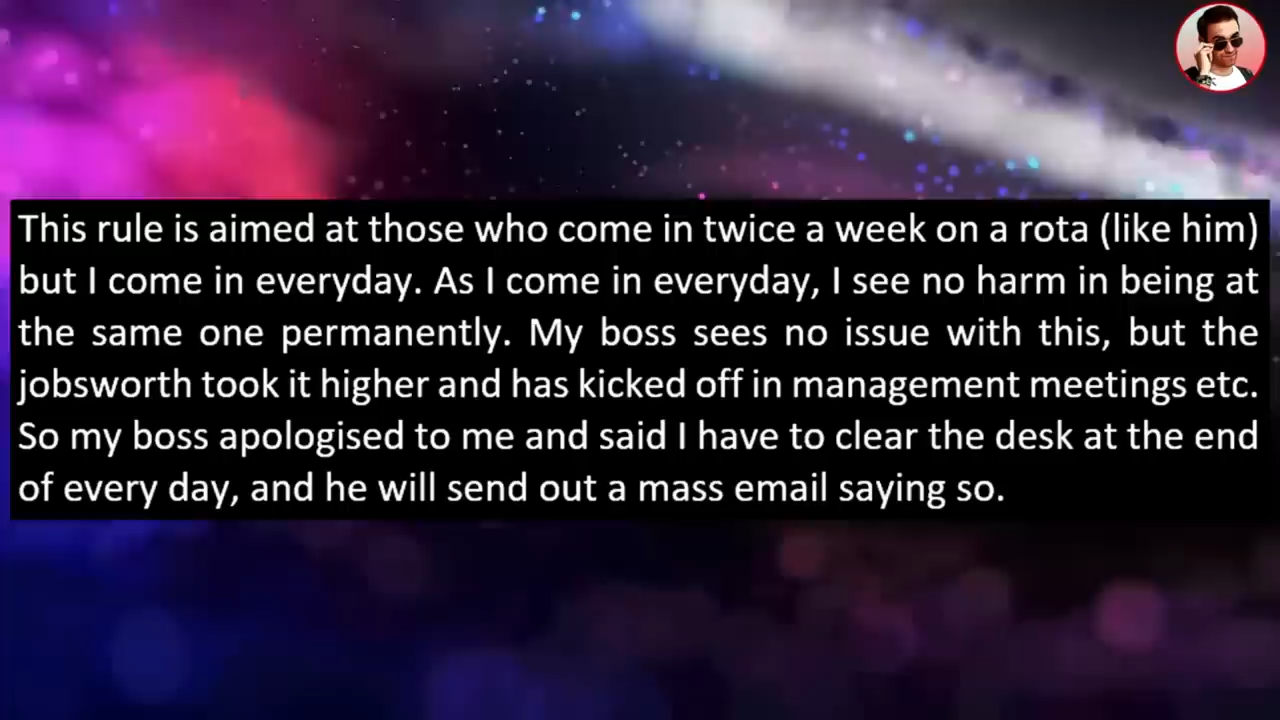 This rule is aimed at those who come in twice a week on a rota (like him)
but I come in everyday. As I come in everyday, I see no harm in being at
the same one permanently. My boss sees no issue with this, but the
jobsworth took it higher and has kicked off in management meetings etc.
So my boss apologised to me and said I have to clear the desk at the end
of every day, and he will send out a mass email saying so.